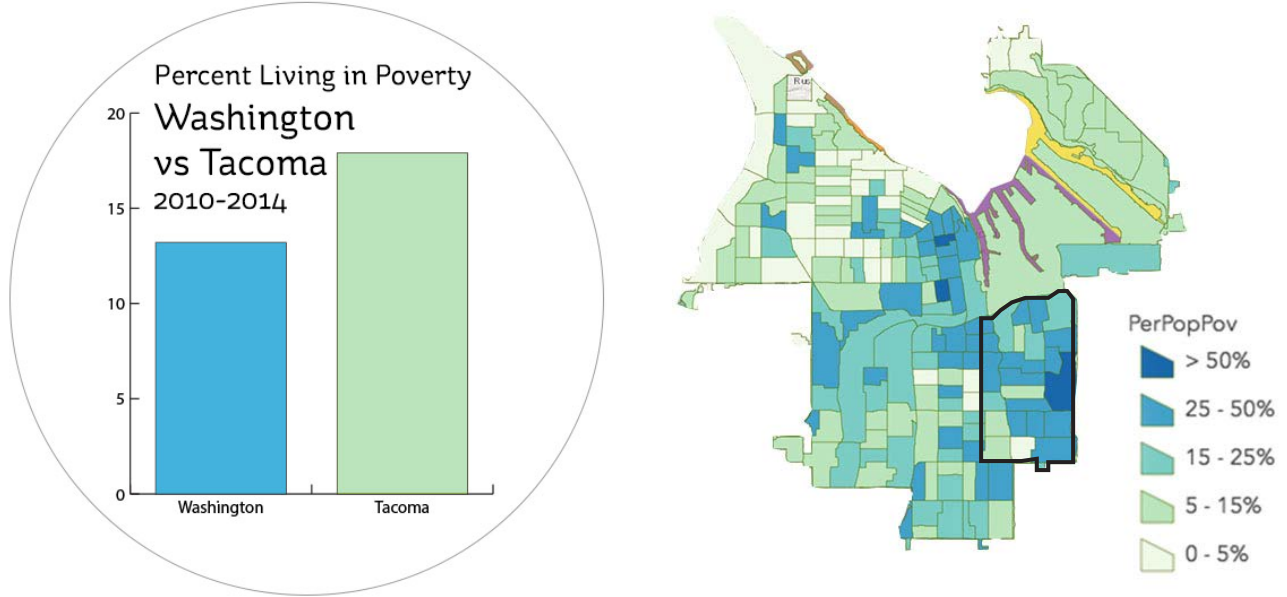 Percent Living in Poverty
Washington
vs Tacoma
2010-2014
20
15
10
5
0
Washington
Tacoma
Rus
PerPopPov
> 50%
25 - 50%
15 - 25%
5 - 15%
0 - 5%